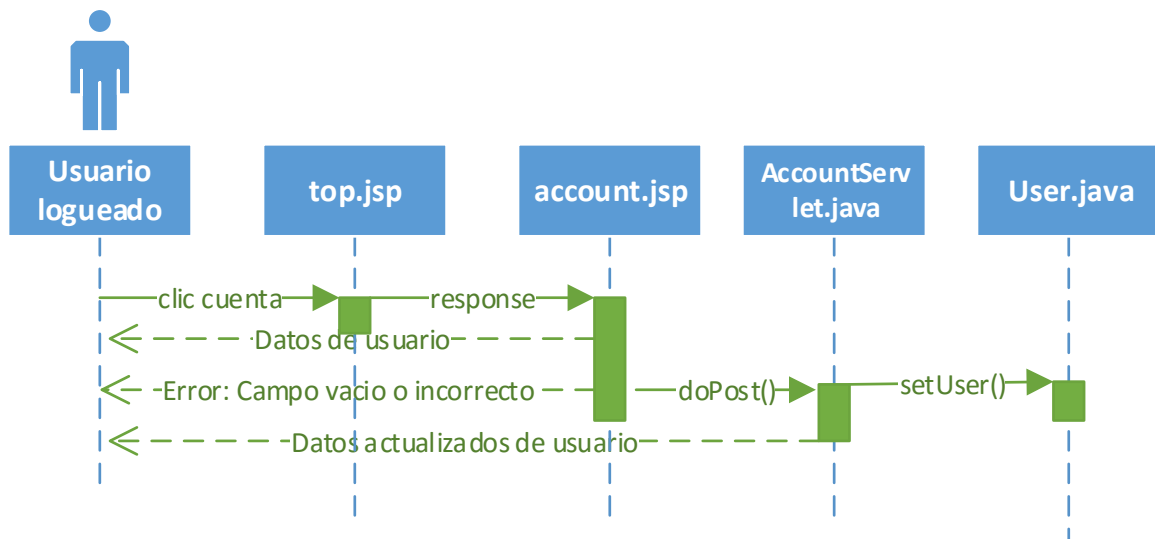 Usuario
logueado
top.jsp
account.jsp
AccountServ
let.java
User.java
clic cuenta
response
Datos de usuario
Error: Campo vacio o incorrecto
doPost()
setUser()
Datos actualizados de usuario